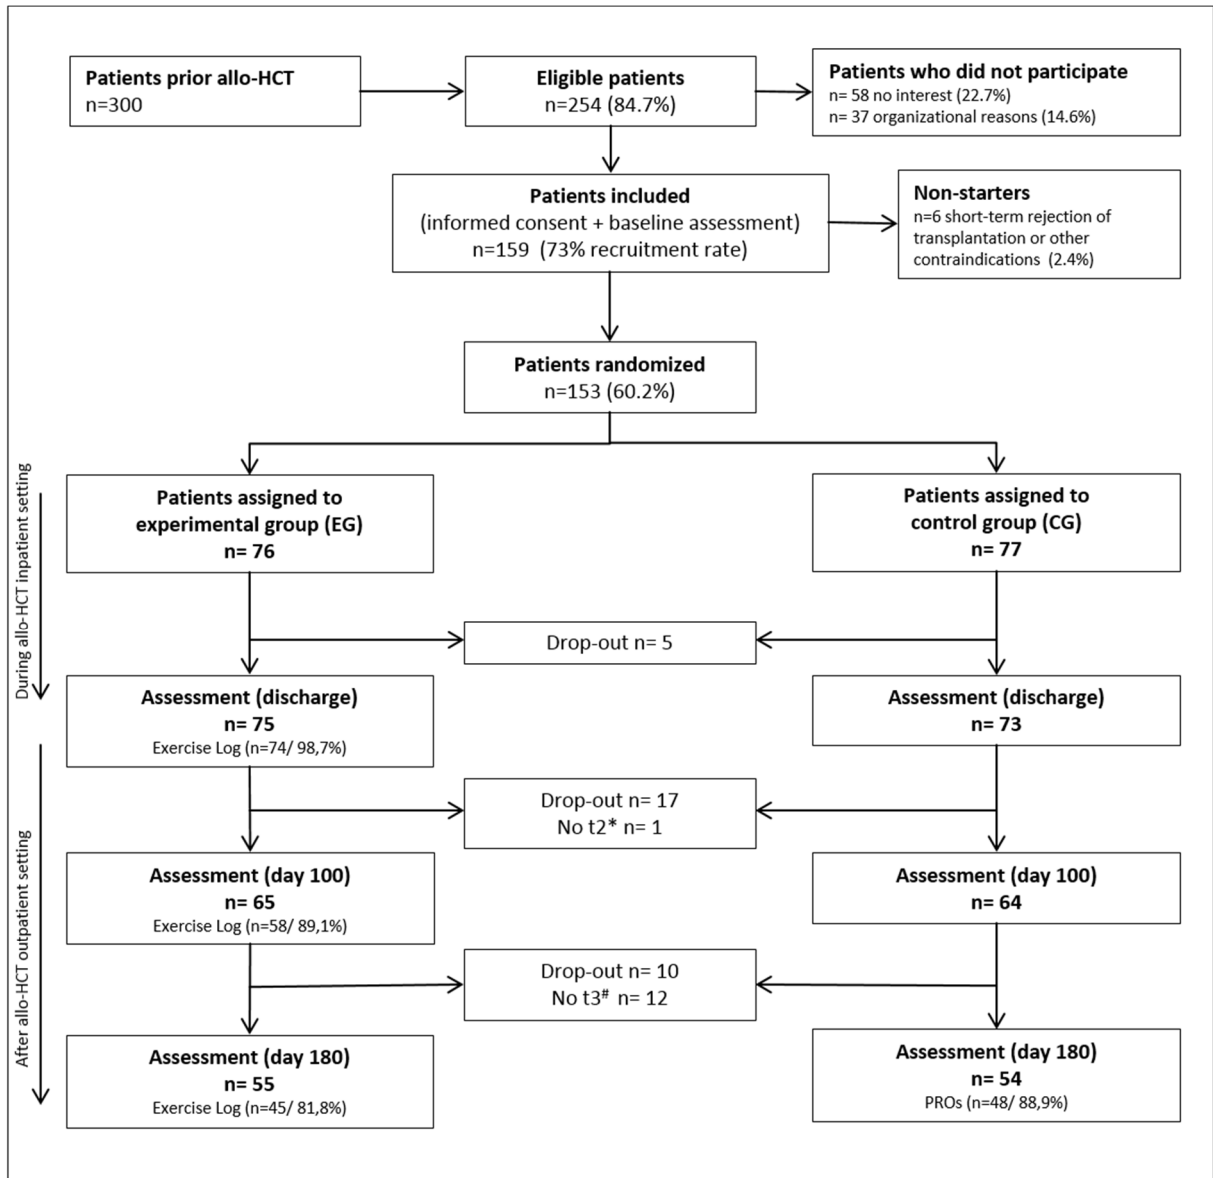 Patients prior allo-HCT
n=300
Eligible patients
n=254 (84.7%)
Patients who did not participate
n= 58 no interest (22.7%)
n= 37 organizational reasons (14.6%)
Patients included
(informed consent + baseline assessment)
n=159 (73% recruitment rate)
Non-starters
n=6 short-term rejection of
transplantation or other
contraindications (2.4%)
Patients randomized
n=153 (60.2%)
During allo-HCT inpatient setting
Patients assigned to
experimental group (EG)
n= 76
Patients assigned to
control group (CG)
n= 77
Drop-out n= 5
Assessment (discharge)
n= 75
Exercise Log (n=74/ 98,7%)
Assessment (discharge)
n= 73
After allo-HCT outpatient setting
Drop-out n= 17
No t2* n= 1
Assessment (day 100)
n= 65
Exercise Log (n=58/ 89,1%)
Assessment (day 100)
n= 64
Drop-out n= 10
No t3# n= 12
Assessment (day 180)
n= 55
Exercise Log (n=45/ 81,8%)
Assessment (day 180)
n= 54
PROs (n=48/ 88,9%)